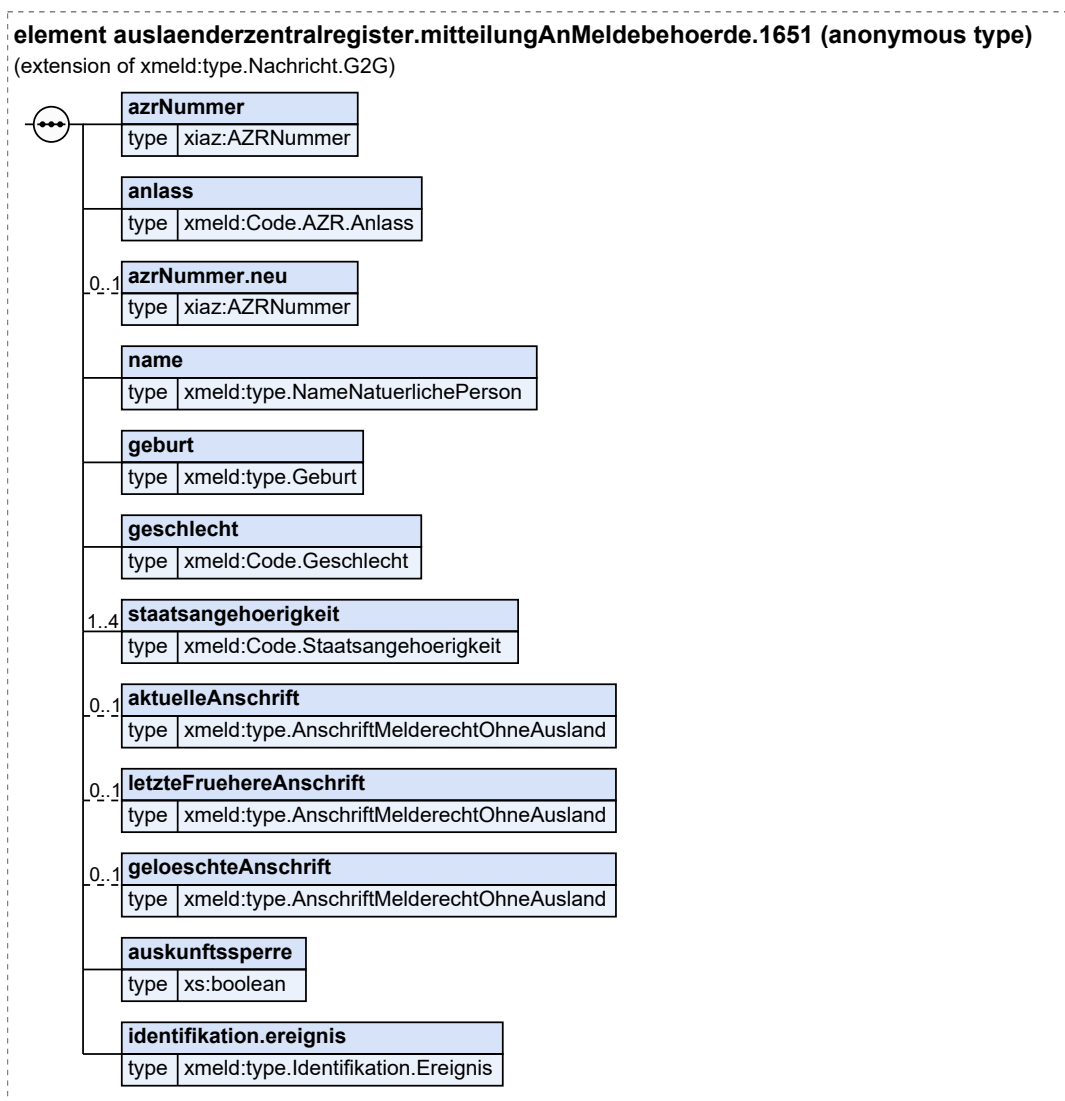 element auslaenderzentralregister.mitteilungAnMeldebehoerde.1651 (anonymous type)
(extension of xmeld:type.Nachricht.G2G)
azrNummer
type xiaz:AZRNummer
anlass
type xmeld:Code.AZR.Anlass
0..1 azrNummer.neu
type xiaz:AZRNummer
name
type xmeld:type.NameNatuerlichePerson
geburt
type xmeld:type.Geburt
geschlecht
type xmeld:Code.Geschlecht
1..4 staatsangehoerigkeit
type xmeld:Code.Staatsangehoerigkeit
0..1 aktuelleAnschrift
type xmeld:type.AnschriftMelderechtOhneAusland
0..1 letzteFruehereAnschrift
type xmeld:type.AnschriftMelderechtOhneAusland
0..1 geloeschteAnschrift
type xmeld:type.AnschriftMelderechtOhneAusland
auskunftssperre
type xs:boolean
identifikation.ereignis
type xmeld:type.Identifikation.Ereignis